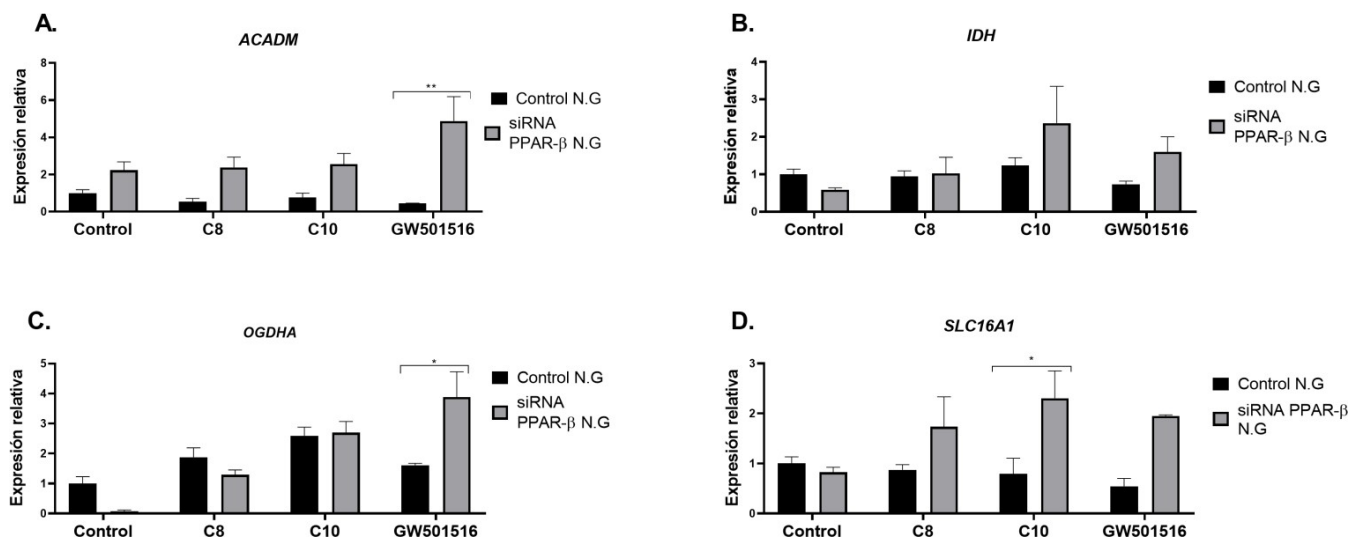 A.
ACADM
Expresión relativa
8
6
4
2
0
**
Control
C8
C10
GW501516
Control N.G
siRNA
PPAR-β N.G
B.
IDH
Expresión relativa
4
3
2
1
0
Control
C8
C10
GW501516
Control N.G
siRNA
PPAR-β N.G
C.
OGDHA
Expresión relativa
5
4
3
2
1
0
*
Control
C8
C10
GW501516
Control N.G
siRNA
PPAR-β N.G
D.
SLC16A1
Expresión relativa
3
2
1
0
*
Control
C8
C10
GW501516
Control N.G
siRNA PPAR-β
N.G